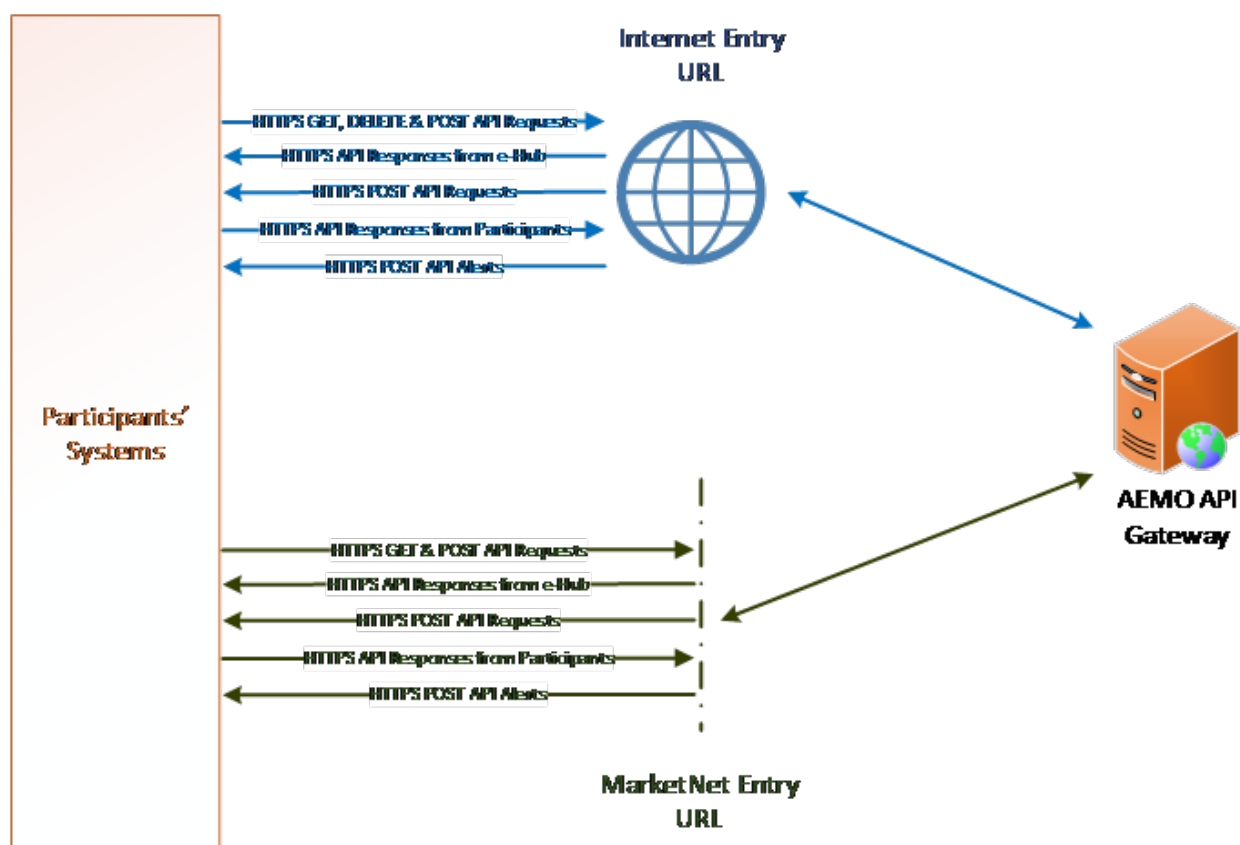 Internet Entry
URL
HTTPS GET, DELETE & POST API Requests
HTTPS API Responses from e-Hub
HTTPS POST API Requests
HTTPS API Responses from Participants
HTTPS POST API Alerts
Participants'
Systems
AEMO API
Gateway
HTTPS GET & POST API Requests
HTTPS API Responses from e-Hub
HTTPS POST API Requests
HTTPS API Responses from Participants
HTTPS POST API Alerts
MarketNet Entry
URL